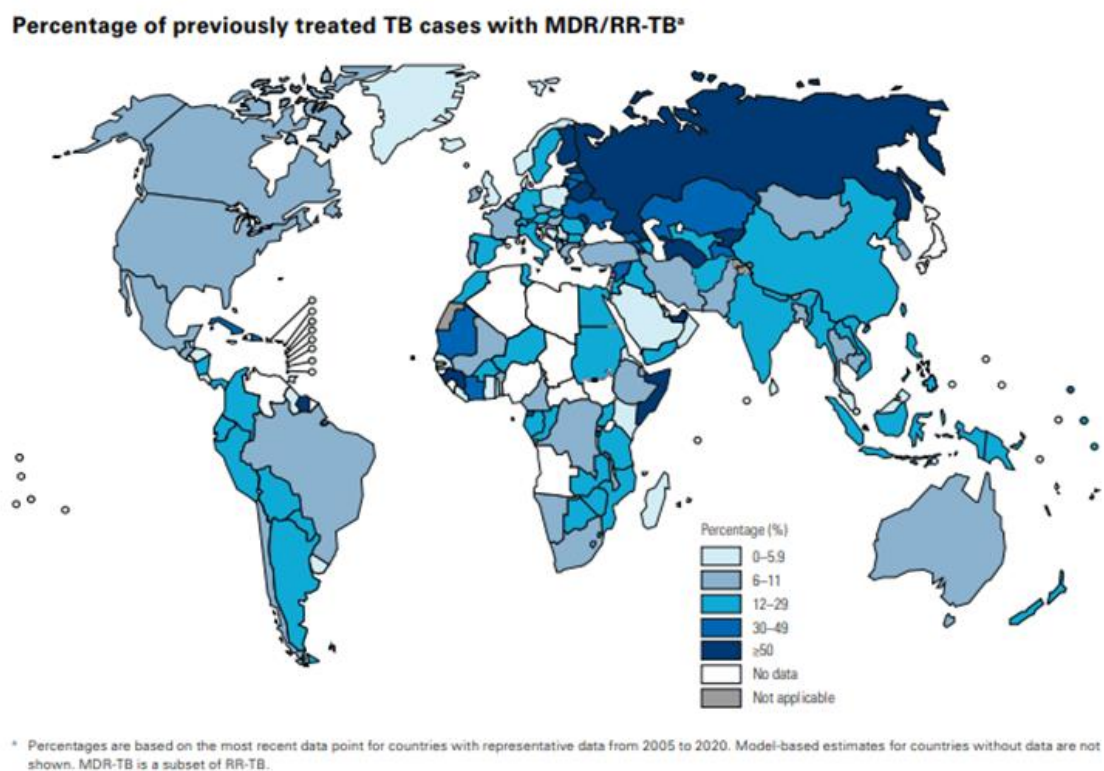 Percentage of previously treated TB cases with MDR/RR-TBᵃ
Percentage (%)
0–5.9
6–11
12–29
30–49
≥50
No data
Not applicable
ᵃ Percentages are based on the most recent data point for countries with representative data from 2005 to 2020. Model-based estimates for countries without data are not
shown. MDR-TB is a subset of RR-TB.